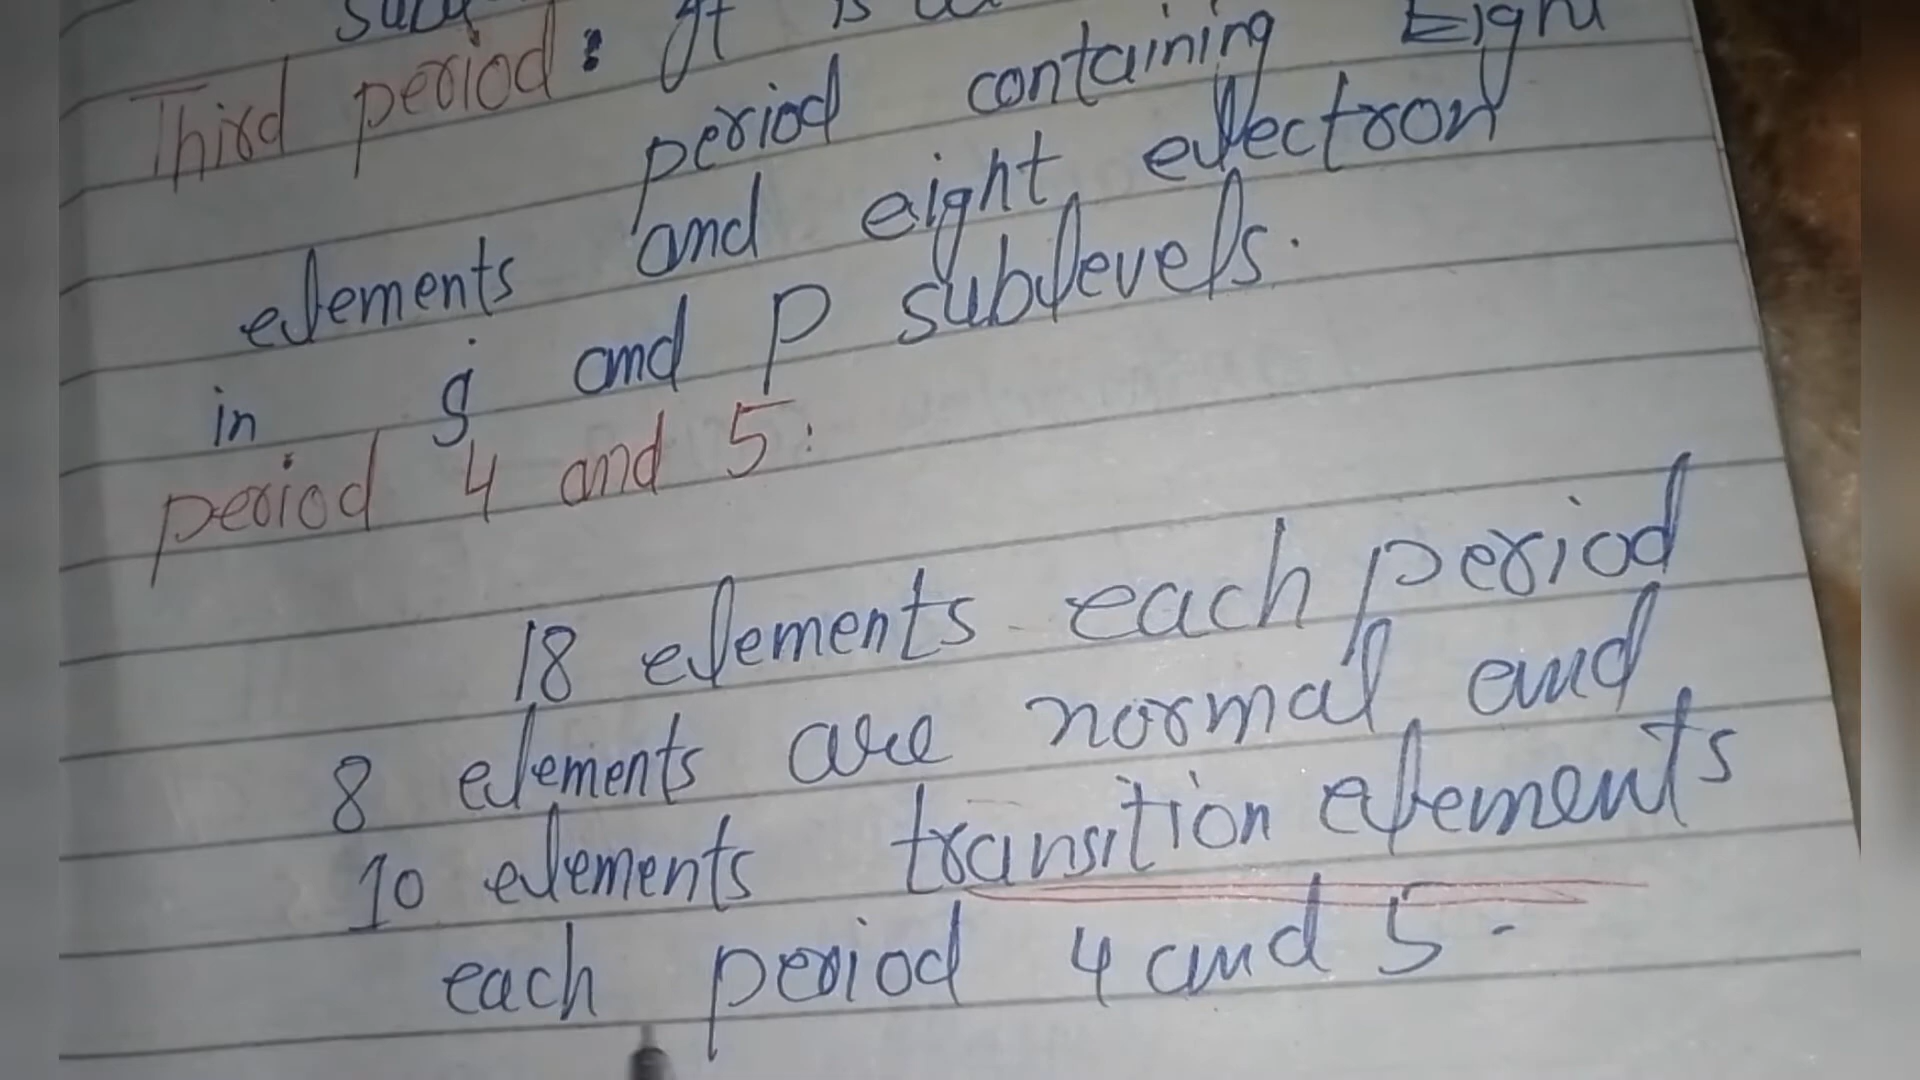 Third period: It is
period containing Eight
elements and eight electron
in s and p sublevels.
period 4 and 5:
18 elements each period
8 elements are normal and
10 elements transition elements
each period 4 and 5.